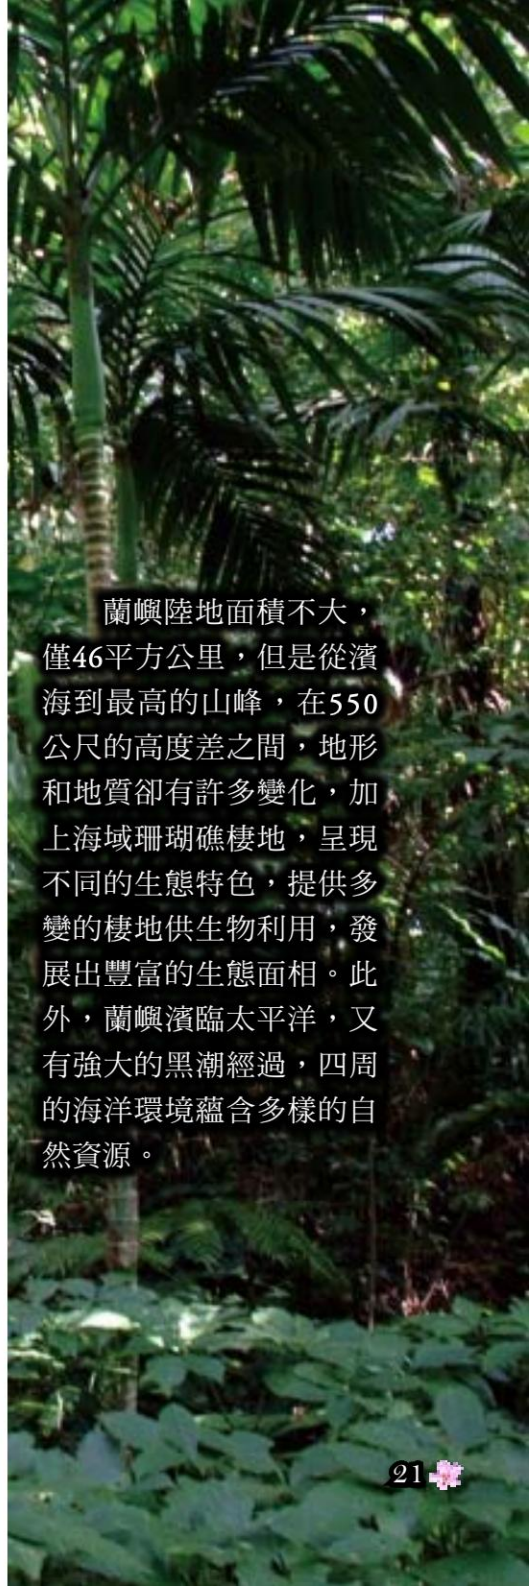 蘭嶼陸地面積不大，
僅46平方公里，但是從濱
海到最高的山峰，在550
公尺的高度差之間，地形
和地質卻有許多變化，加
上海域珊瑚礁棲地，呈現
不同的生態特色，提供多
變的棲地供生物利用，發
展出豐富的生態面相。此
外，蘭嶼濱臨太平洋，又
有強大的黑潮經過，四周
的海洋環境蘊含多樣的自
然資源。
21